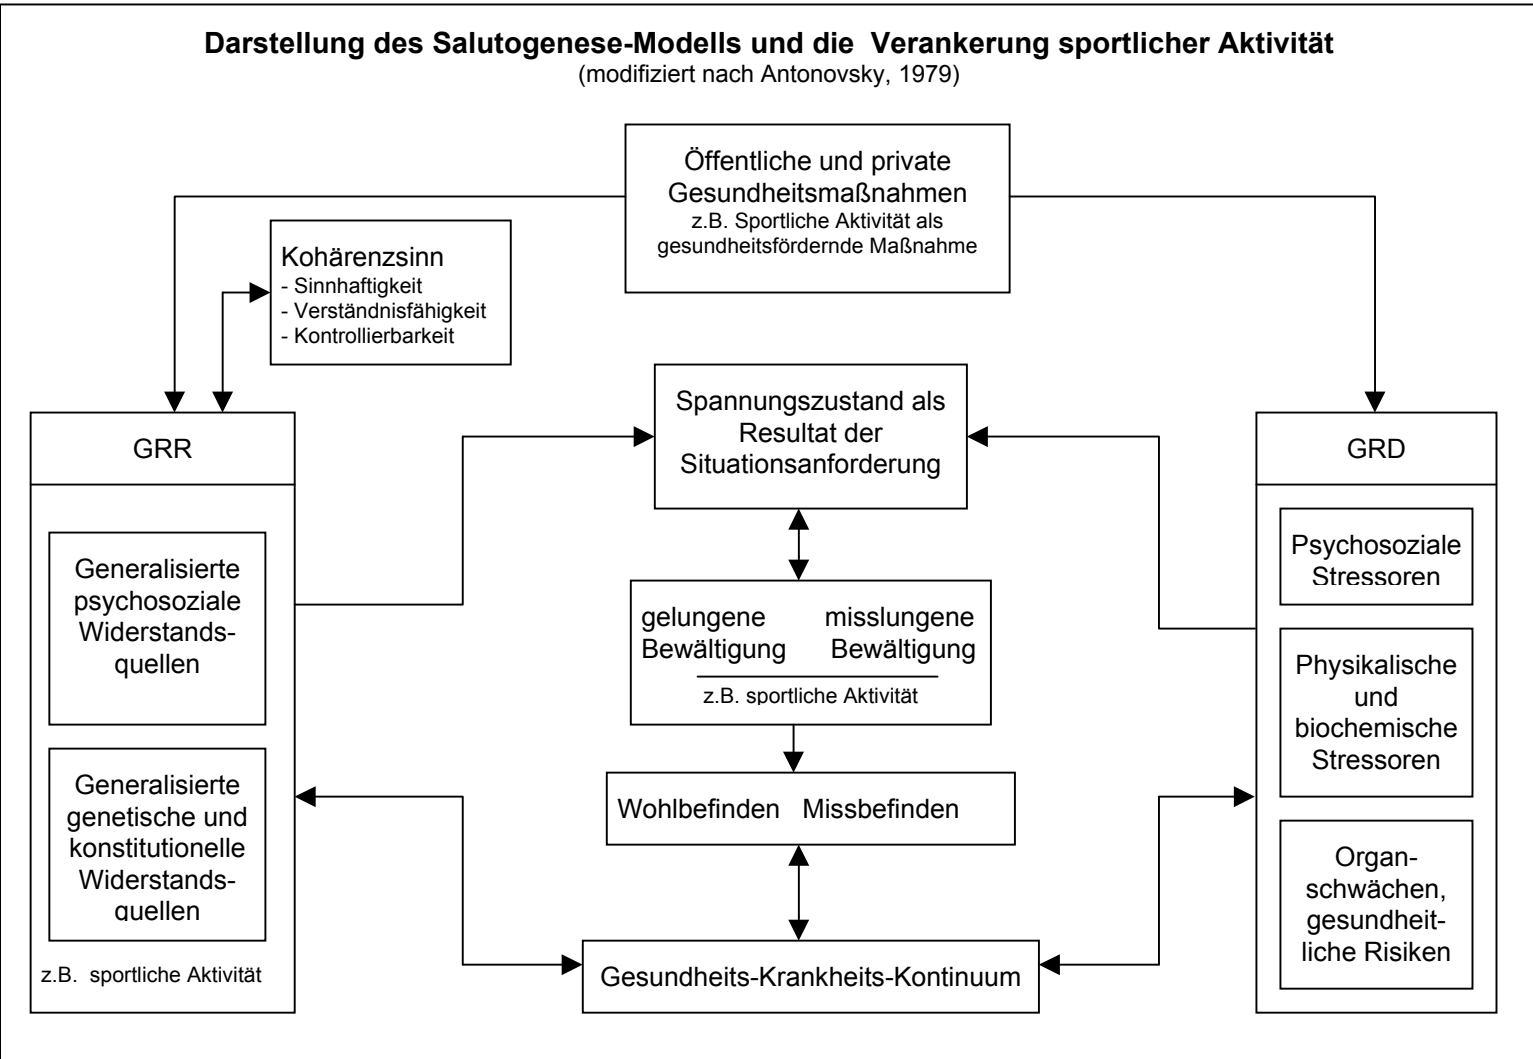 Darstellung des Salutogenese-Modells und die Verankerung sportlicher Aktivität
(modifiziert nach Antonovsky, 1979)
Öffentliche und private
Gesundheitsmaßnahmen
z.B. Sportliche Aktivität als
gesundheitsfördernde Maßnahme
Kohärenzsinn
- Sinnhaftigkeit
- Verständnisfähigkeit
- Kontrollierbarkeit
GRR
Generalisierte
psychosoziale
Widerstands-
quellen
Generalisierte
genetische und
konstitutionelle
Widerstands-
quellen
z.B. sportliche Aktivität
Spannungszustand als
Resultat der
Situationsanforderung
gelungene misslungene
Bewältigung Bewältigung
z.B. sportliche Aktivität
Wohlbefinden Missbefinden
Gesundheits-Krankheits-Kontinuum
GRD
Psychosoziale
Stressoren
Physikalische
und
biochemische
Stressoren
Organ-
schwächen,
gesundheit-
liche Risiken